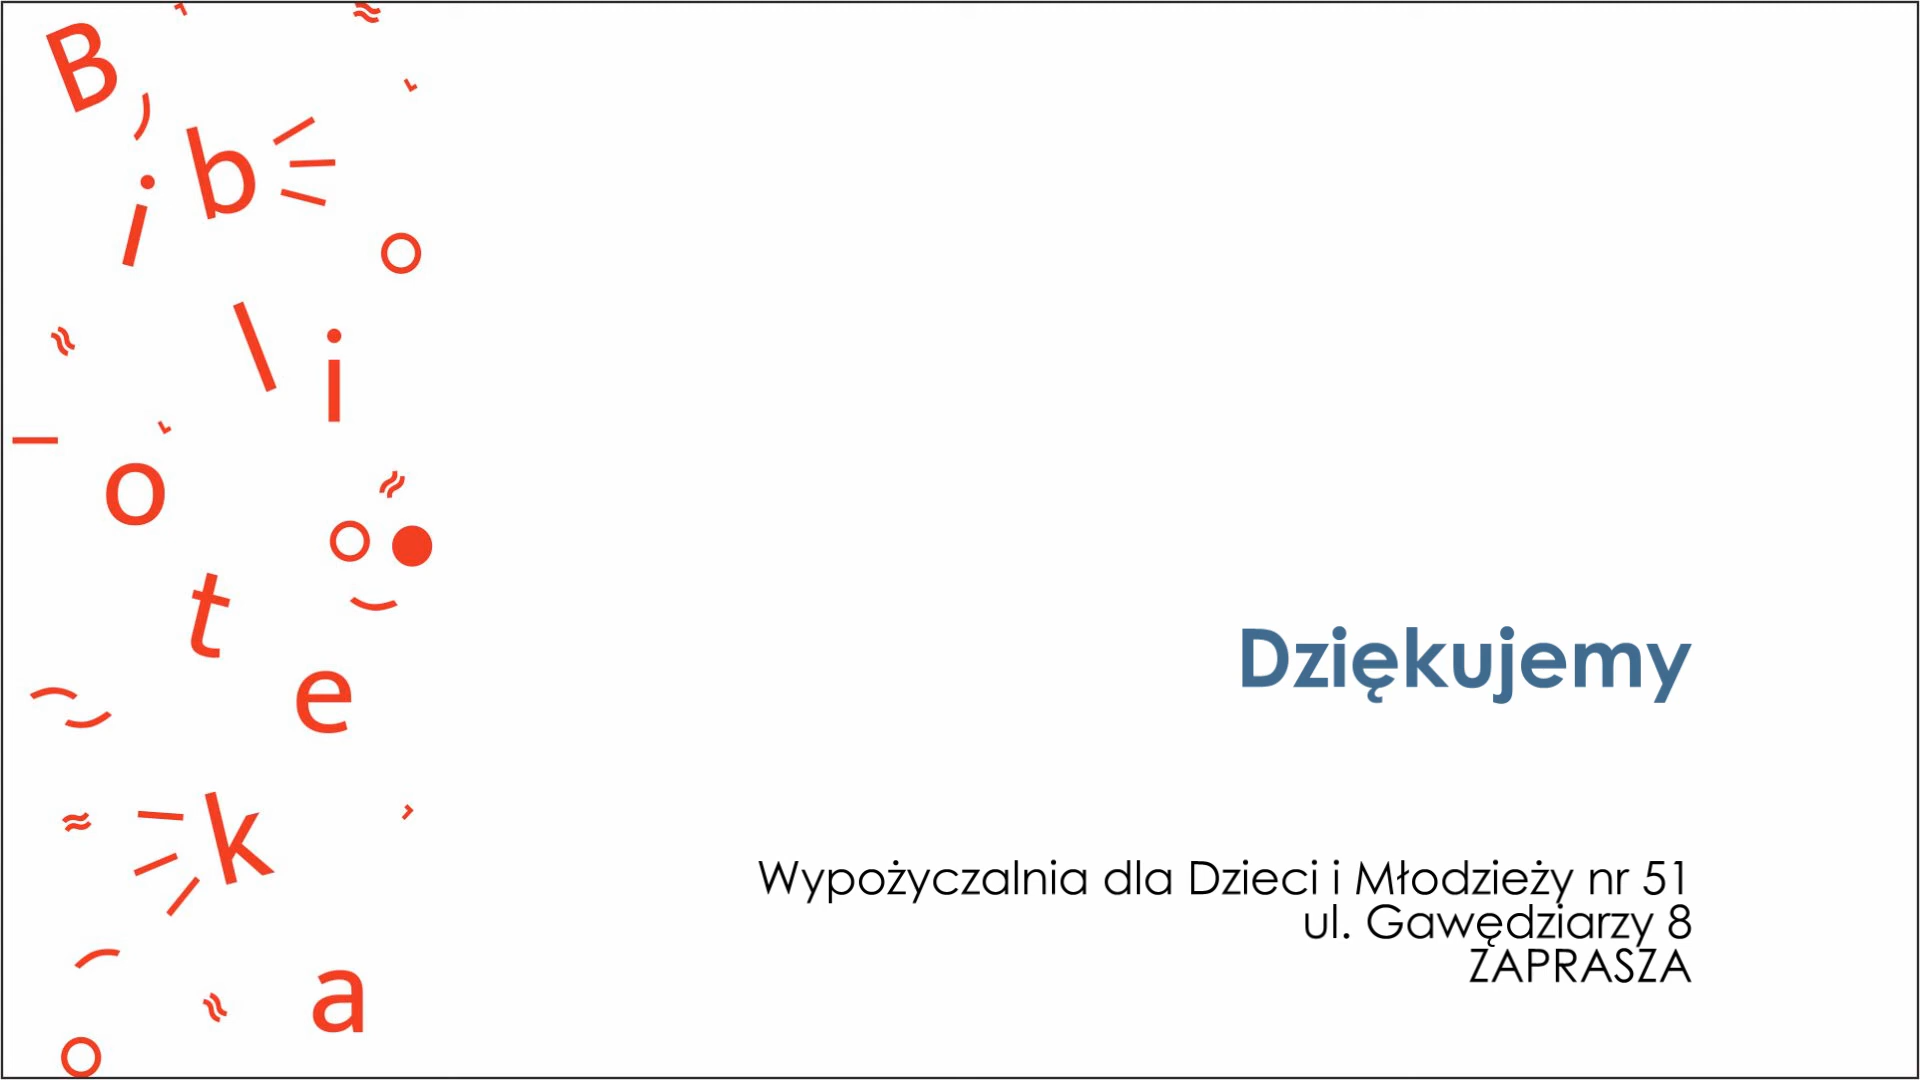 Biblioteka
Dziękujemy
Wypożyczalnia dla Dzieci i Młodzieży nr 51
ul. Gawędziarzy 8
ZAPRASZA